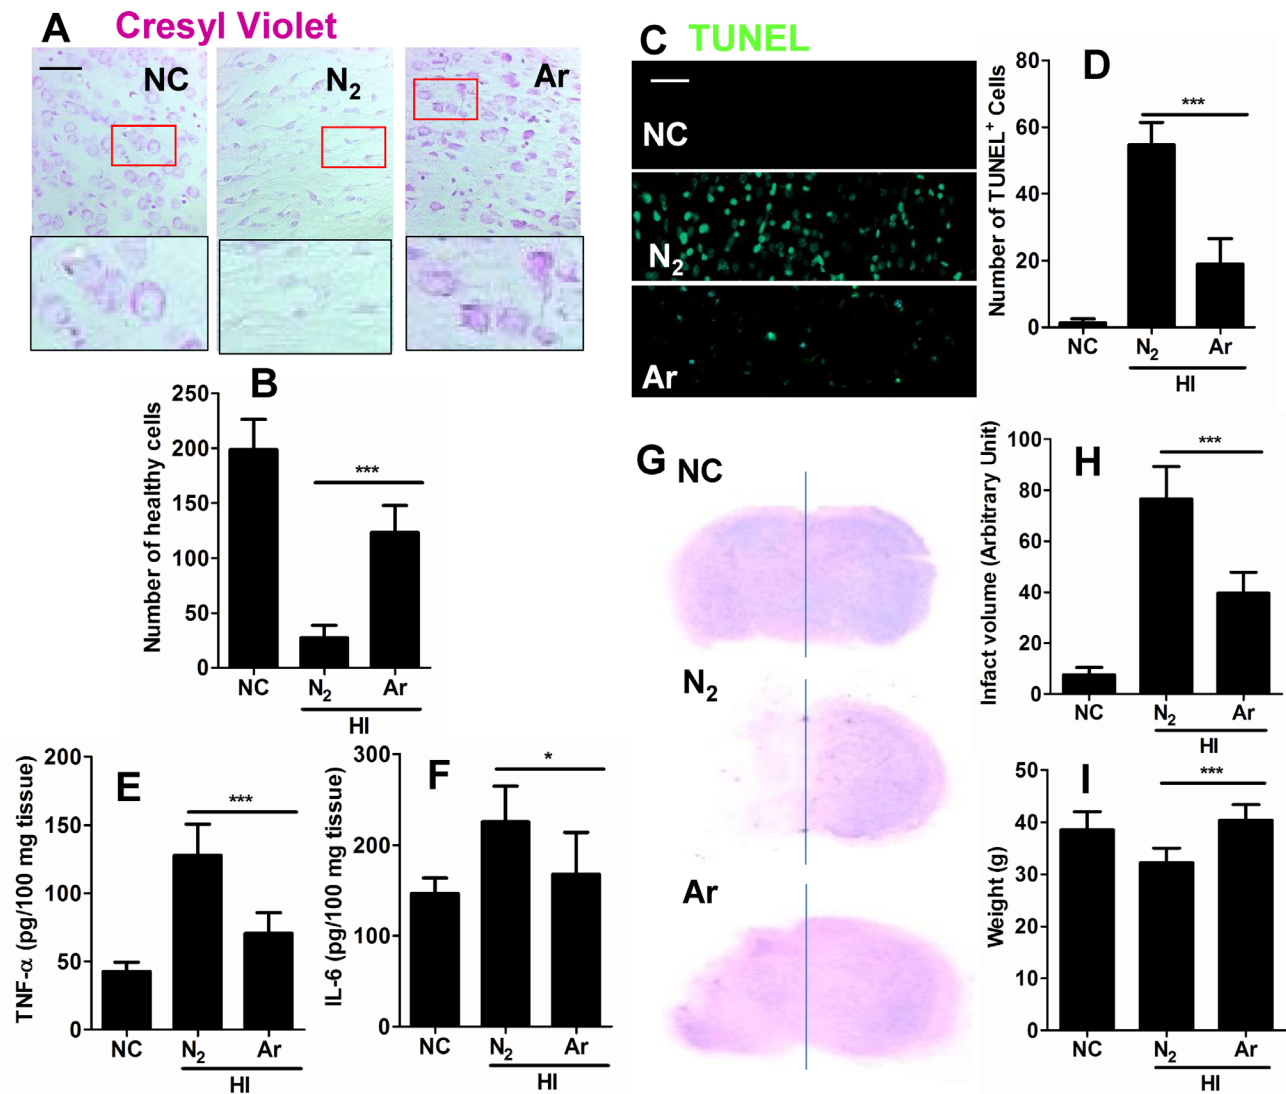 A Cresyl Violet
NC
N2
Ar
B
Number of healthy cells
250
200
150
100
50
0
***
NC
N2
Ar
HI
C TUNEL
NC
N2
Ar
D
Number of TUNEL+ Cells
80
60
40
20
0
***
NC
N2
Ar
HI
E
TNF-α (pg/100 mg tissue)
200
150
100
50
0
***
NC
N2
Ar
HI
F
IL-6 (pg/100 mg tissue)
300
200
100
0
*
NC
N2
Ar
HI
G
NC
N2
Ar
H
Infact volume (Arbitrary Unit)
100
80
60
40
20
0
***
NC
N2
Ar
HI
I
Weight (g)
50
40
30
20
10
0
***
NC
N2
Ar
HI